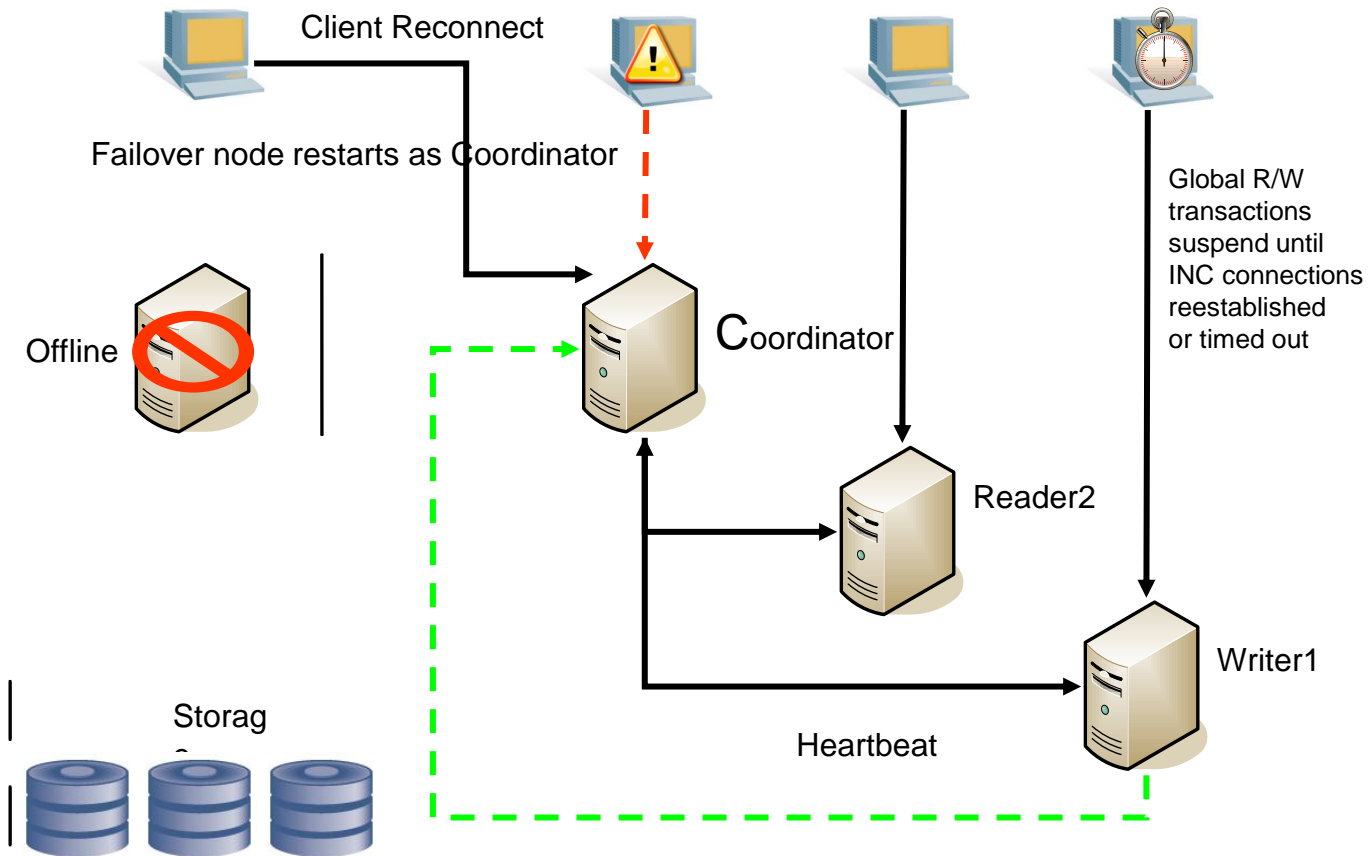 Client Reconnect
Failover node restarts as Coordinator
Global R/W
transactions
suspend until
INC connections
reestablished
or timed out
Offline
Coordinator
Reader2
Writer1
Storag
Heartbeat